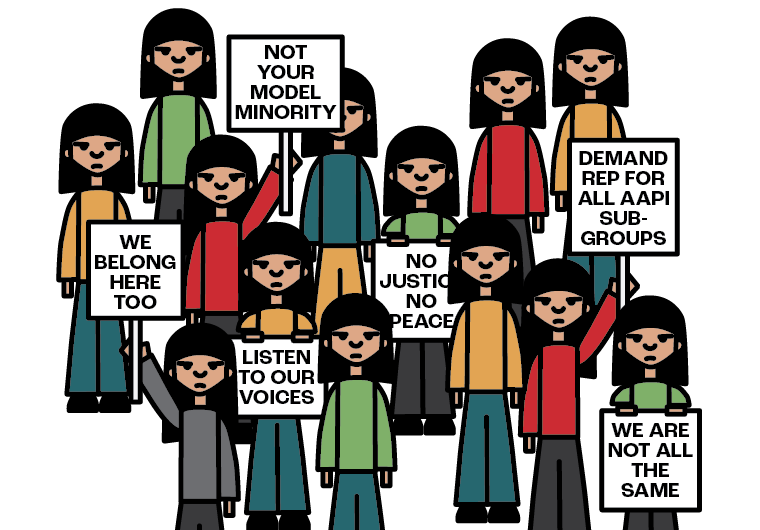 NOT
YOUR
MODEL
MINORITY
DEMAND
REP FOR
ALL AAPI
SUB-
GROUPS
WE
BELONG
HERE
TOO
NO
JUSTIC
NO
PEACE
LISTEN
TO OUR
VOICES
WE ARE
NOT ALL
THE
SAME